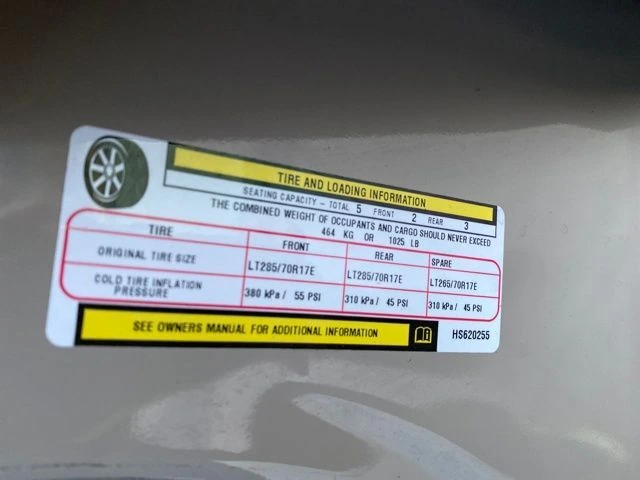 TIRE AND LOADING INFORMATION
SEATING CAPACITY - TOTAL 5 FRONT 2 REAR 3
THE COMBINED WEIGHT OF OCCUPANTS AND CARGO SHOULD NEVER EXCEED
464 KG OR 1025 LB
TIRE FRONT REAR SPARE
ORIGINAL TIRE SIZE LT285/70R17E LT285/70R17E LT265/70R17E
COLD TIRE INFLATION
PRESSURE 380 kPa / 55 PSI 310 kPa / 45 PSI 310 kPa / 45 PSI
SEE OWNERS MANUAL FOR ADDITIONAL INFORMATION
HS620255